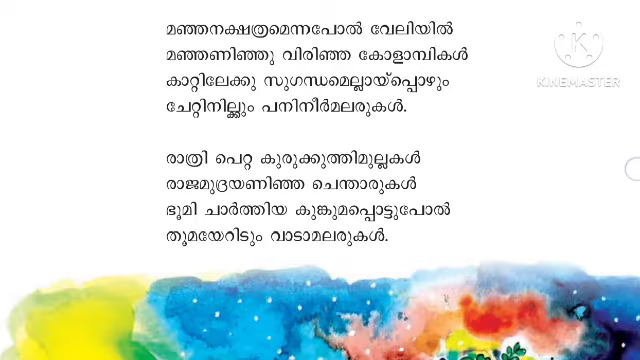 മഞ്ഞനക്ഷത്രമെന്നപോൽ വേലിയിൽ
മഞ്ഞണിഞ്ഞു വിരിഞ്ഞ കോളാമ്പികൾ
കാറ്റിലേക്കു സുഗന്ധമെല്ലായ്പ്പൊഴും
ചേറ്റിനില്ക്കും പനിനീർമലരുകൾ.
രാത്രി പെറ്റ കുരുക്കുത്തിമുല്ലകൾ
രാജമുദ്രയണിഞ്ഞ ചെന്താരുകൾ
ഭൂമി ചാർത്തിയ കുങ്കുമപ്പൊട്ടുപോൽ
തൂമയേറിടും വാടാമലരുകൾ.
KINEMASTER